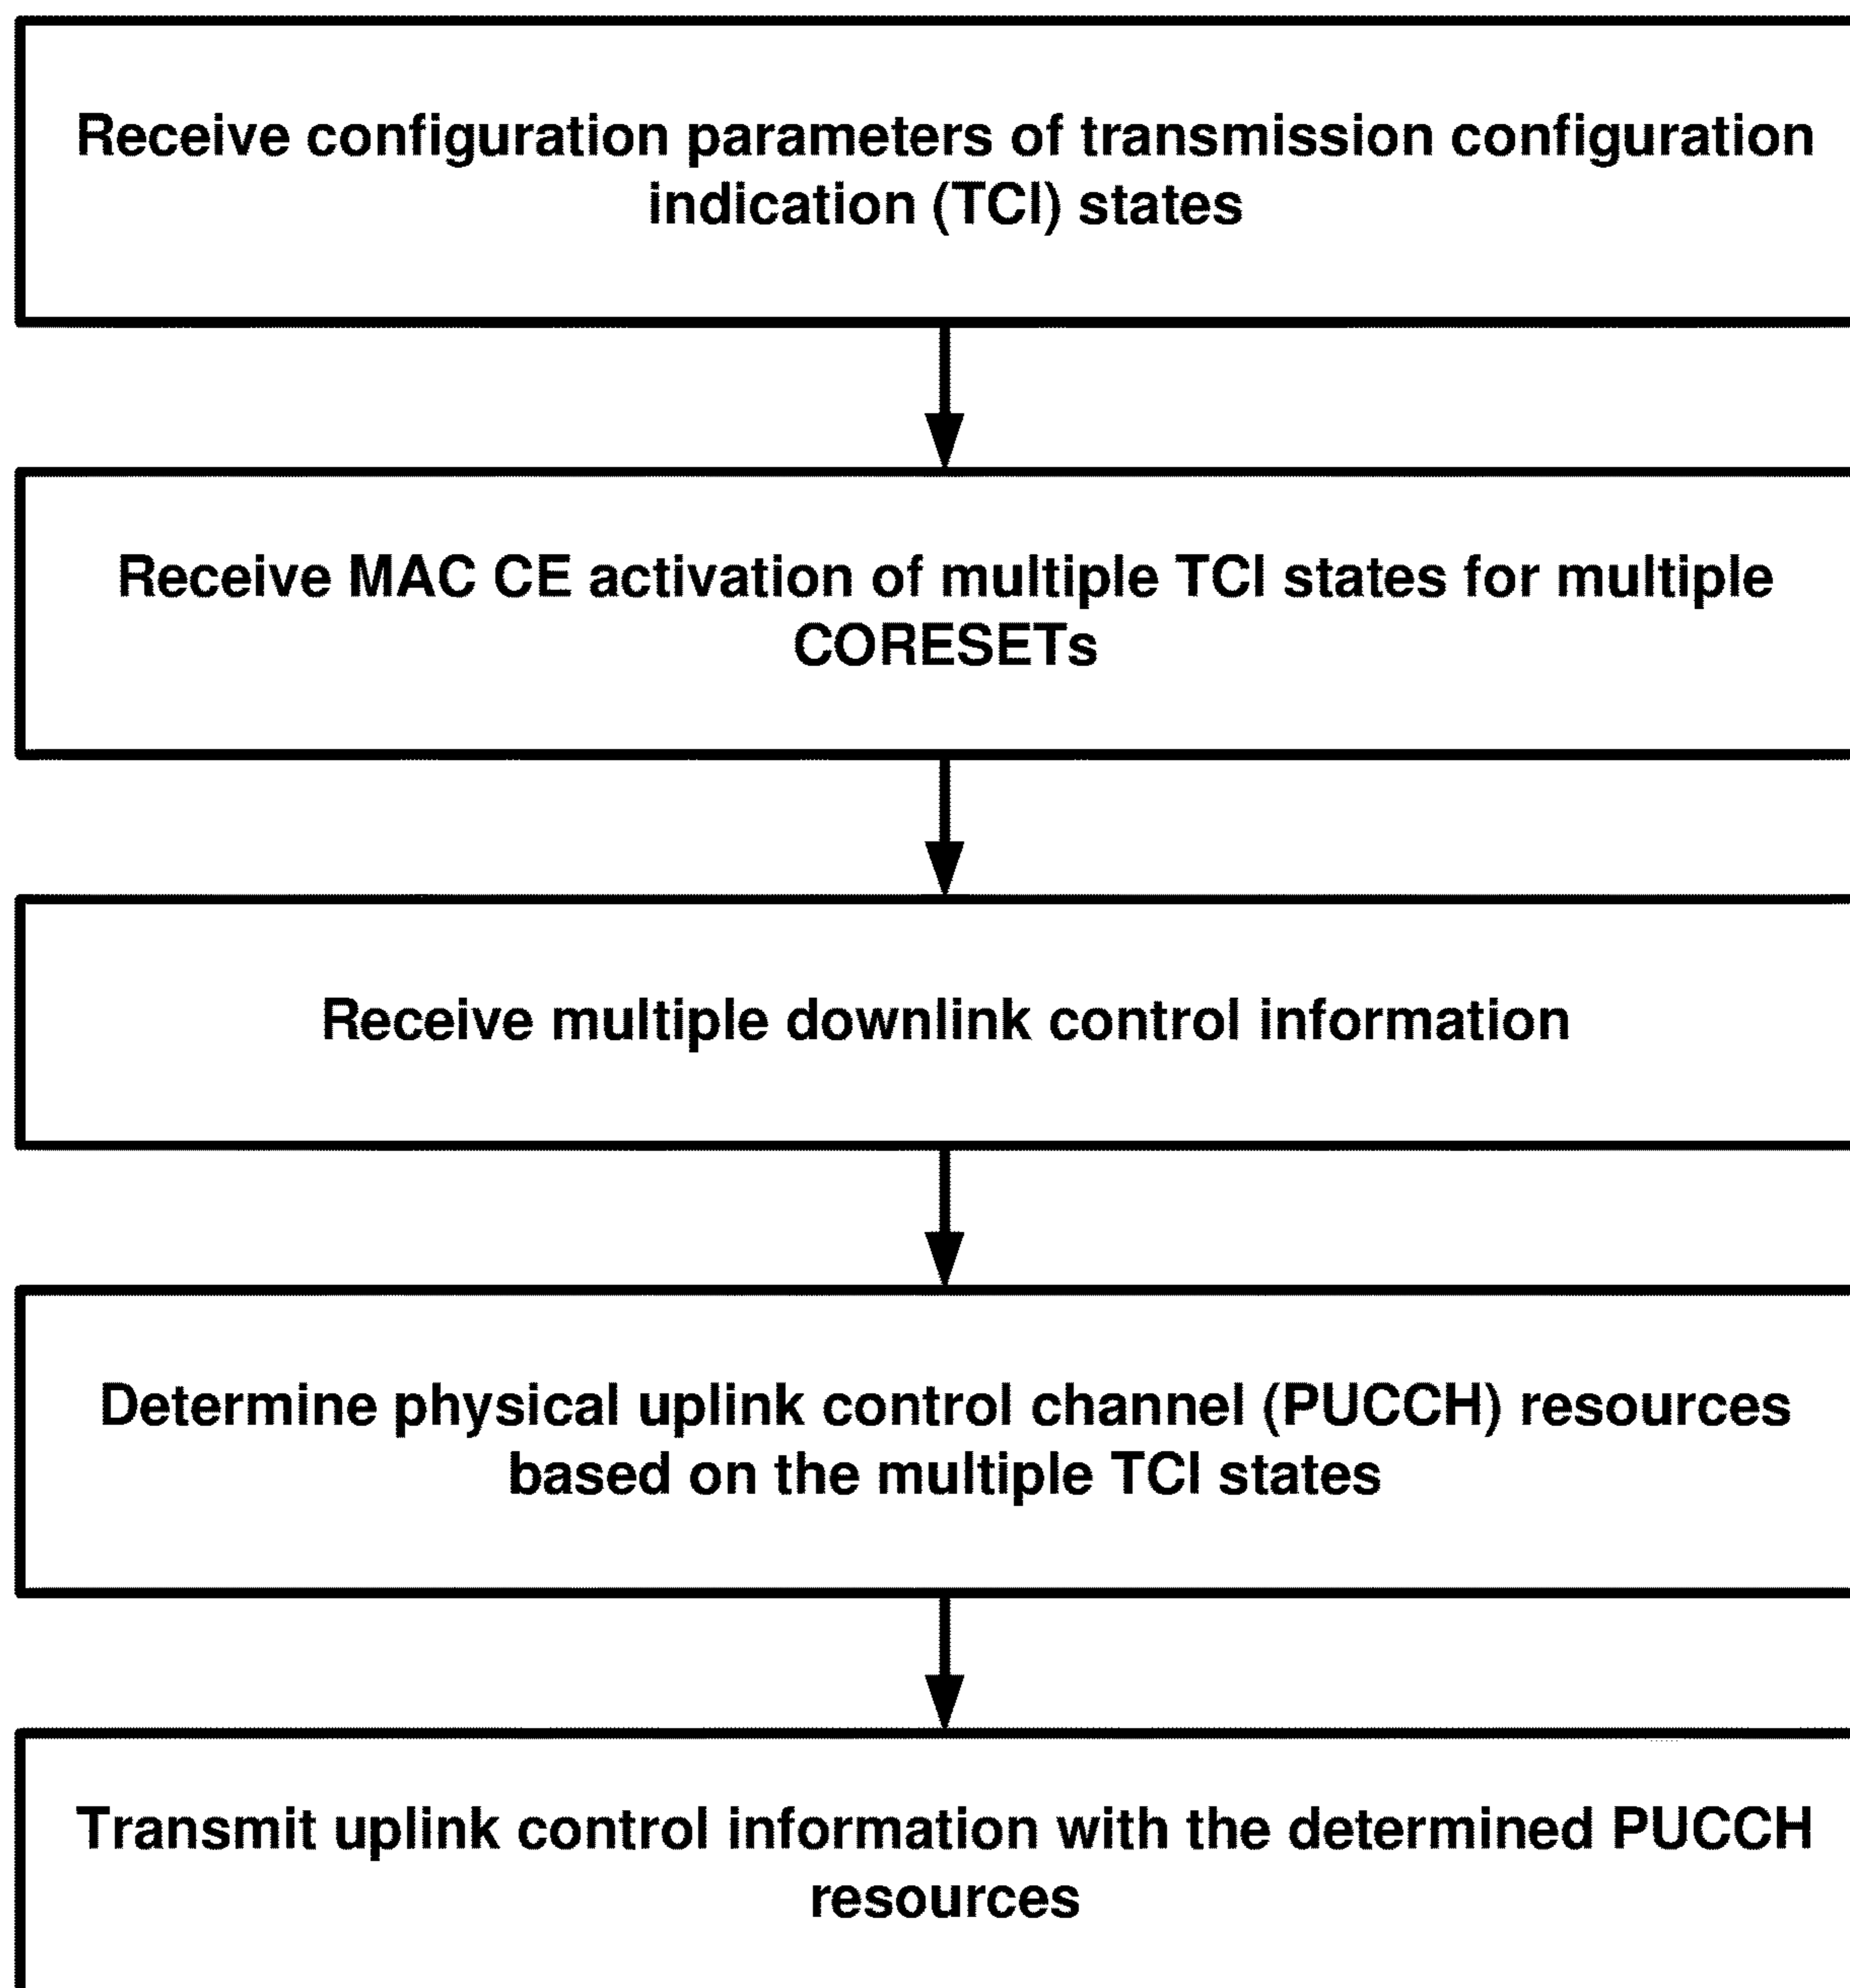 Receive configuration parameters of transmission configuration
indication (TCI) states
Receive MAC CE activation of multiple TCI states for multiple
CORESETs
Receive multiple downlink control information
Determine physical uplink control channel (PUCCH) resources
based on the multiple TCI states
Transmit uplink control information with the determined PUCCH
resources